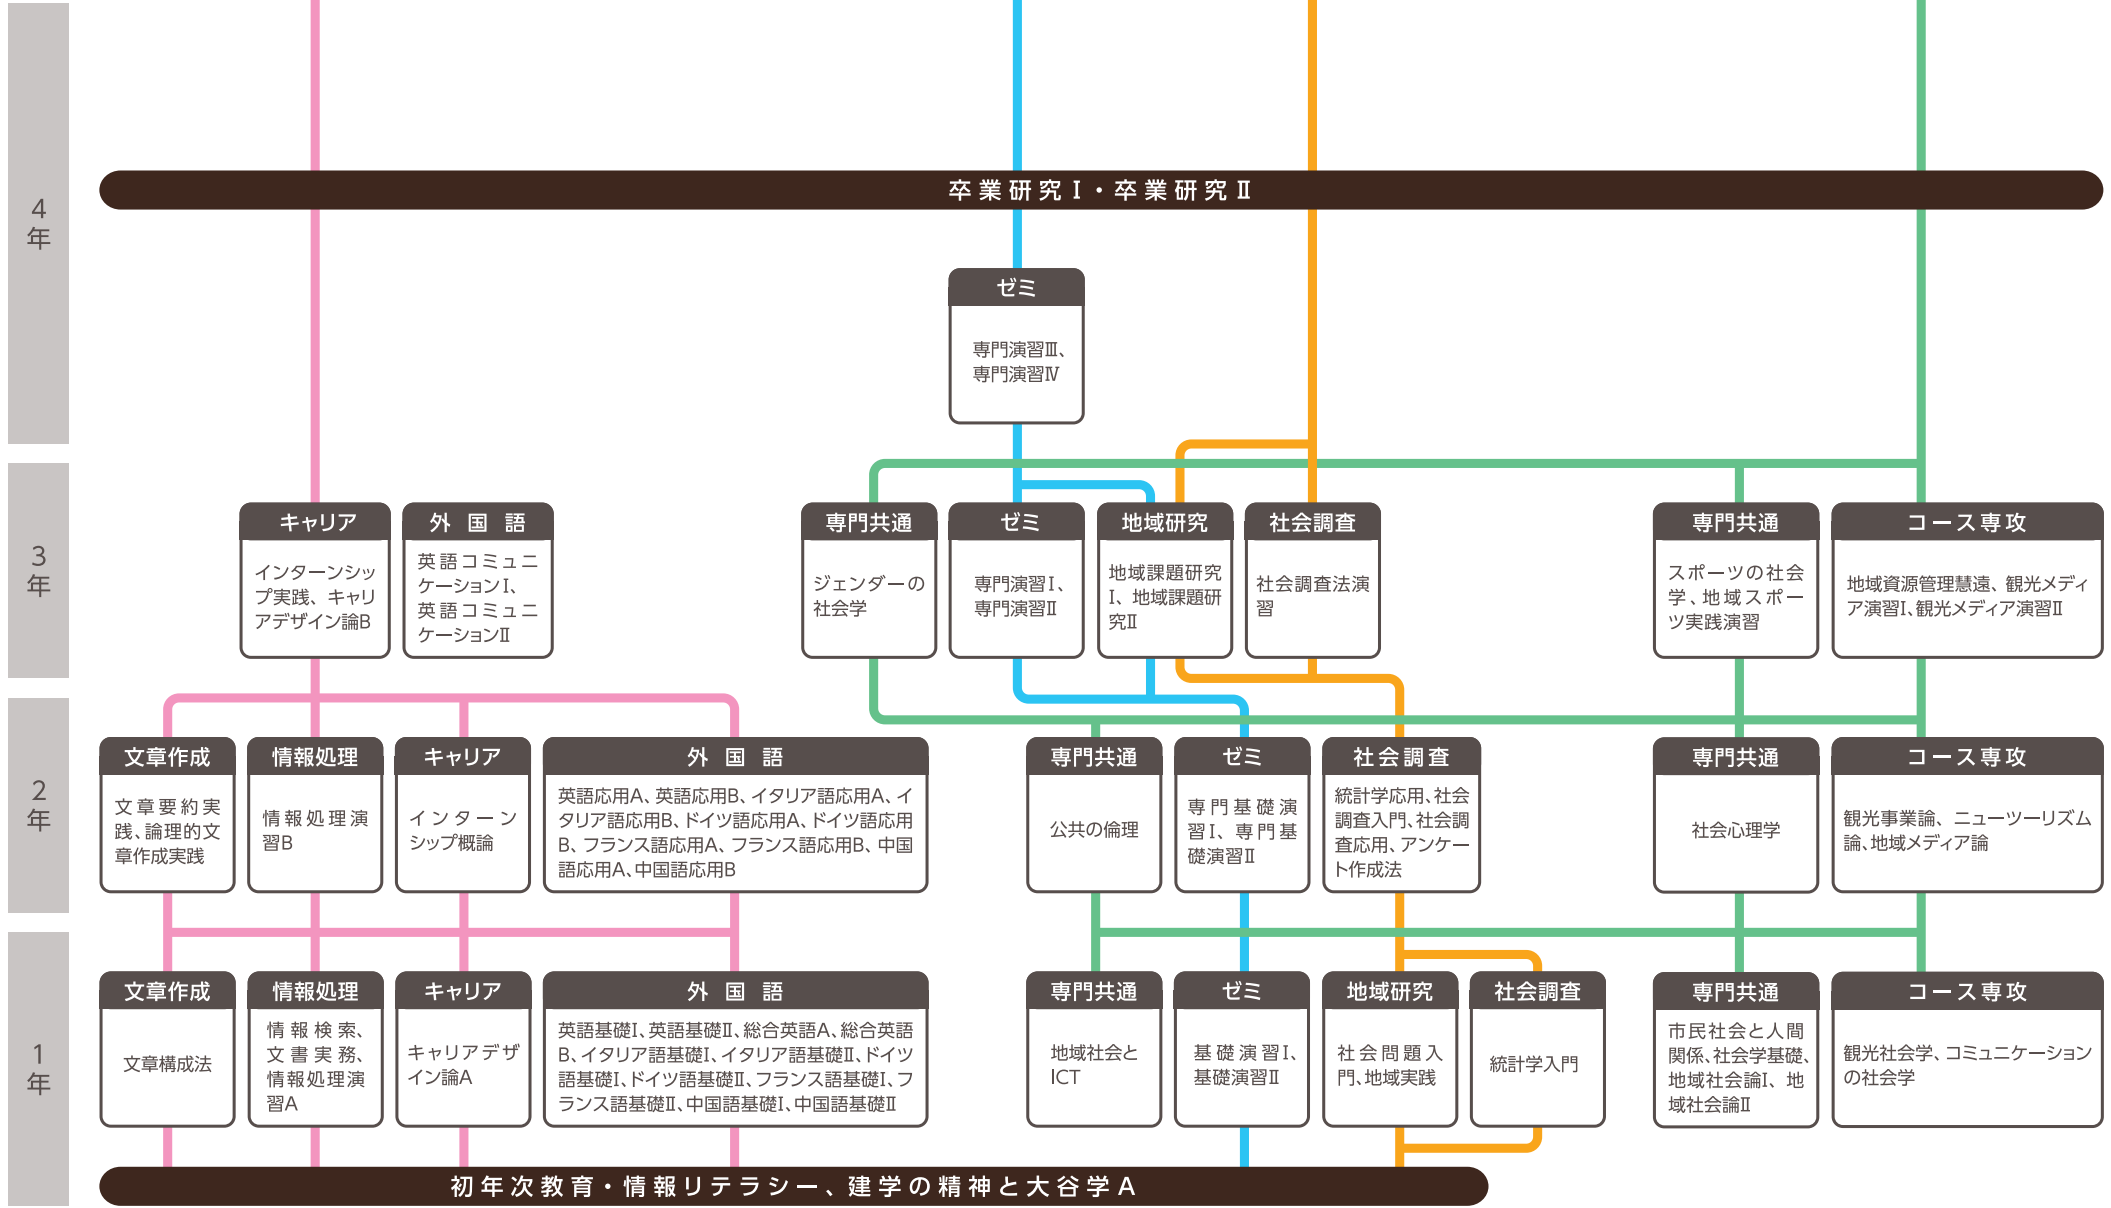 4
年
卒業研究Ⅰ・卒業研究Ⅱ
ゼミ
専門演習Ⅲ、
専門演習Ⅳ
3
年
キャリア
インターンシッ
プ実践、キャリ
アデザイン論B
外国語
英語コミュニ
ケーションⅠ、
英語コミュニ
ケーションⅡ
専門共通
ジェンダーの
社会学
ゼミ
専門演習Ⅰ、
専門演習Ⅱ
地域研究
地域課題研究
Ⅰ、地域課題研
究Ⅱ
社会調査
社会調査法演
習
専門共通
スポーツの社会
学、地域スポー
ツ実践演習
コース専攻
地域資源管理慧遠、観光メディ
ア演習Ⅰ、観光メディア演習Ⅱ
2
年
文章作成
文章要約実
践、論理的文
章作成実践
情報処理
情報処理演
習B
キャリア
インターン
シップ概論
外国語
英語応用A、英語応用B、イタリア語応用A、イ
タリア語応用B、ドイツ語応用A、ドイツ語応用
B、フランス語応用A、フランス語応用B、中国
語応用A、中国語応用B
専門共通
公共の倫理
ゼミ
専門基礎演
習Ⅰ、専門基
礎演習Ⅱ
社会調査
統計学応用、社会
調査入門、社会調
査応用、アンケー
ト作成法
専門共通
社会心理学
コース専攻
観光事業論、ニューツーリズム
論、地域メディア論
1
年
文章作成
文章構成法
情報処理
情報検索、
文書実務、
情報処理演
習A
キャリア
キャリアデザ
イン論A
外国語
英語基礎Ⅰ、英語基礎Ⅱ、総合英語A、総合英語
B、イタリア語基礎Ⅰ、イタリア語基礎Ⅱ、ドイツ
語基礎Ⅰ、ドイツ語基礎Ⅱ、フランス語基礎Ⅰ、フ
ランス語基礎Ⅱ、中国語基礎Ⅰ、中国語基礎Ⅱ
専門共通
地域社会と
ICT
ゼミ
基礎演習Ⅰ、
基礎演習Ⅱ
地域研究
社会問題入
門、地域実践
社会調査
統計学入門
専門共通
市民社会と人間
関係、社会学基礎、
地域社会論Ⅰ、地
域社会論Ⅱ
コース専攻
観光社会学、コミュニケーション
の社会学
初年次教育・情報リテラシー、建学の精神と大谷学A